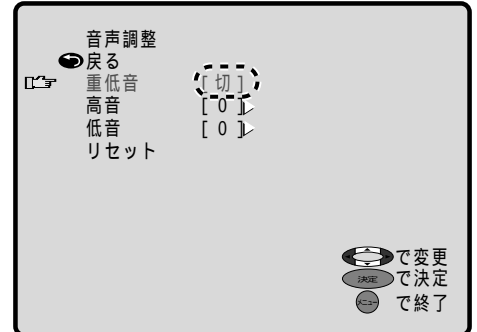 音声調整
戻る
重低音 [ 切 ]
高音 [ 0 ]
低音 [ 0 ]
リセット
で変更
決定 で決定
メニュー で終了